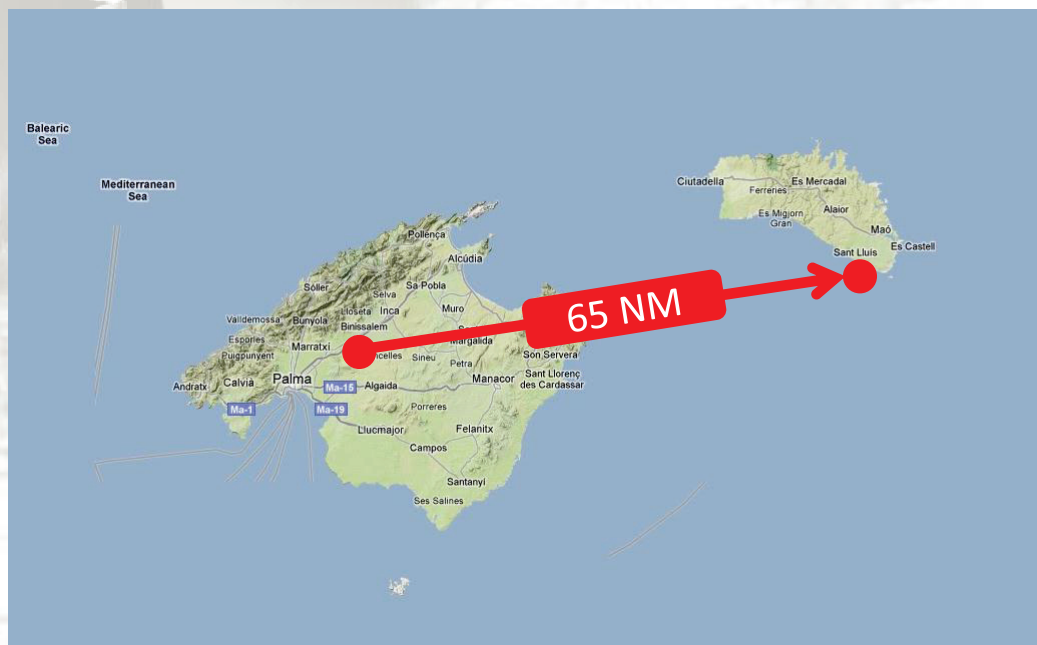 Balearic
Sea
Mediterranean
Sea
Ciutadella
Ferreries
Es Mercadal
Es Migjorn
Gran
Alaior
Maó
Es Castell
Sant Lluis
Pollença
Alcúdia
Sóller
Sa Pobla
Selva
Lloseta
Inca
Muro
Valldemossa
Bunyola
Binissalem
Esporles
Marratxí
Puigpunyent
Sineu
Margalida
Petra
Son Servera
Sant Llorenç
des Cardassar
Andratx
Calvià
Palma
Ma-15
Algaida
Manacor
Ma-1
Ma-19
Porreres
Llucmajor
Felanitx
Campos
Santanyí
Ses Salines
65 NM